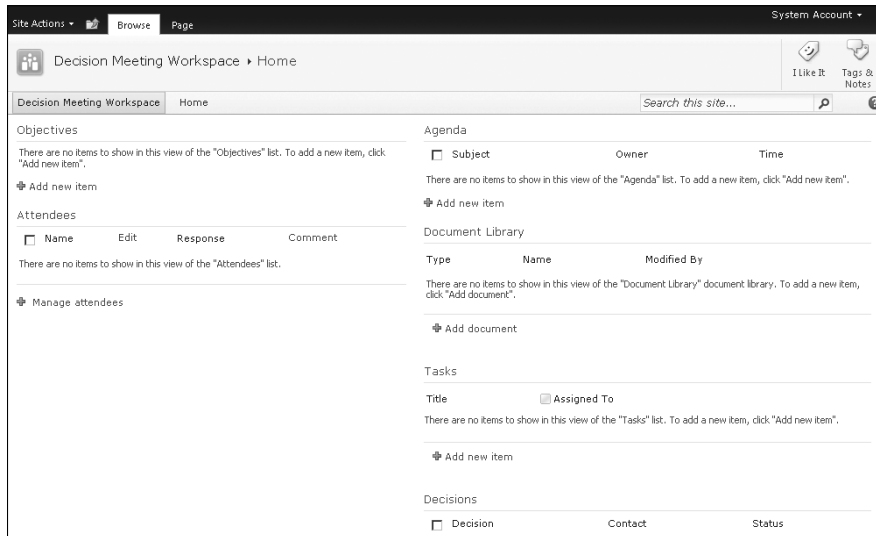 Site Actions Browse Page System Account
Decision Meeting Workspace Home
I Like It Tags &
Notes
Decision Meeting Workspace Home Search this site...
Objectives
There are no items to show in this view of the "Objectives" list. To add a new item, click
"Add new item".
Add new item
Attendees
Name Edit Response Comment
There are no items to show in this view of the "Attendees" list.
Manage attendees
Agenda
Subject Owner Time
There are no items to show in this view of the "Agenda" list. To add a new item, click "Add new item".
Add new item
Document Library
Type Name Modified By
There are no items to show in this view of the "Document Library" document library. To add a new item,
click "Add document".
Add document
Tasks
Title Assigned To
There are no items to show in this view of the "Tasks" list. To add a new item, click "Add new item".
Add new item
Decisions
Decision Contact Status